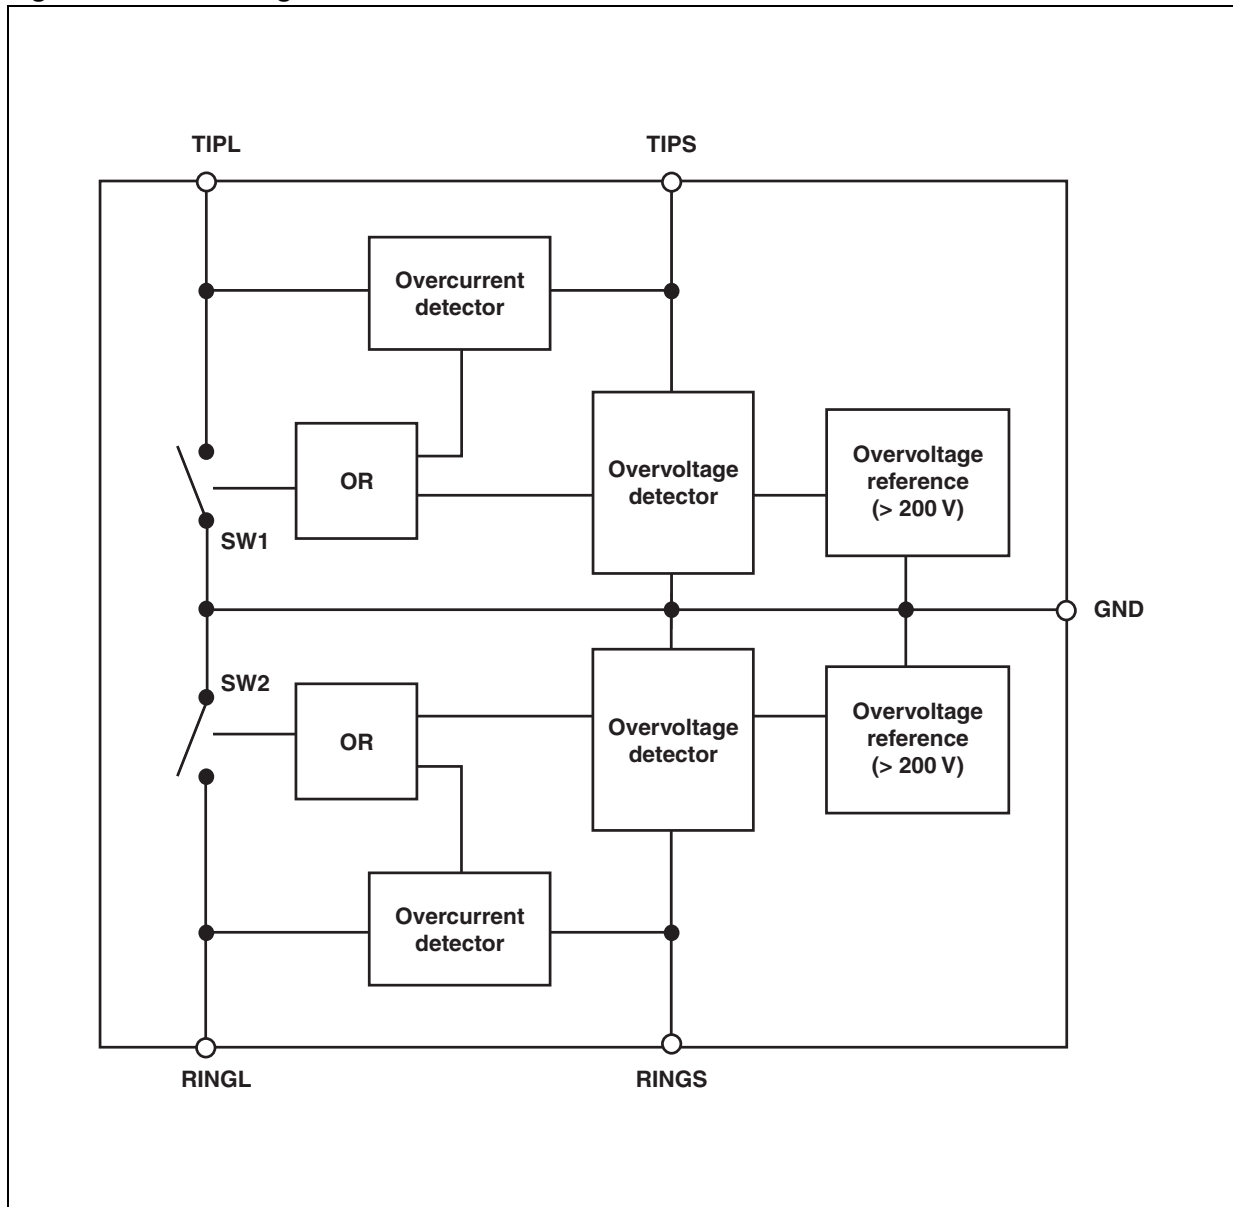 TIPL
TIPS
Overcurrent
detector
OR
Overvoltage
detector
Overvoltage
reference
(> 200 V)
SW1
GND
SW2
OR
Overvoltage
detector
Overvoltage
reference
(> 200 V)
Overcurrent
detector
RINGL
RINGS